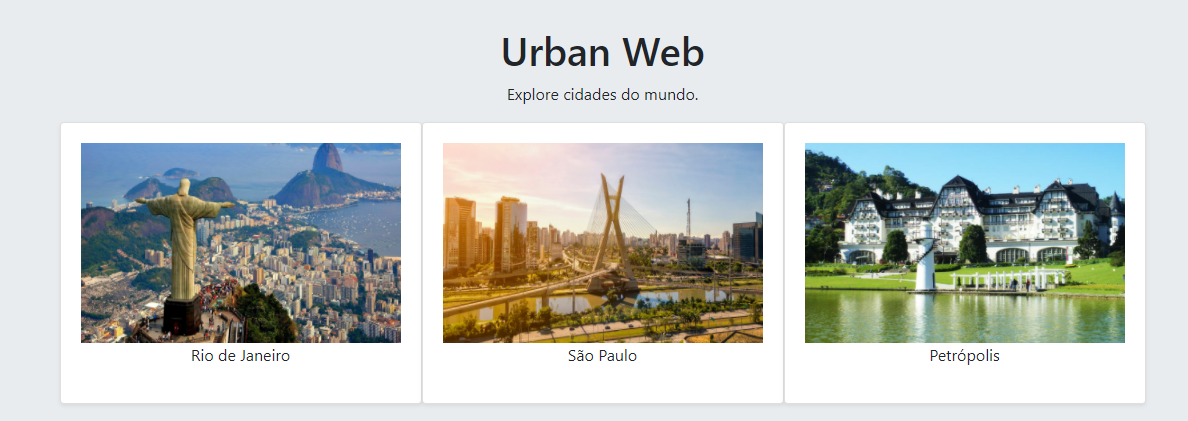 Urban Web
Explore cidades do mundo.
Rio de Janeiro
São Paulo
Petrópolis